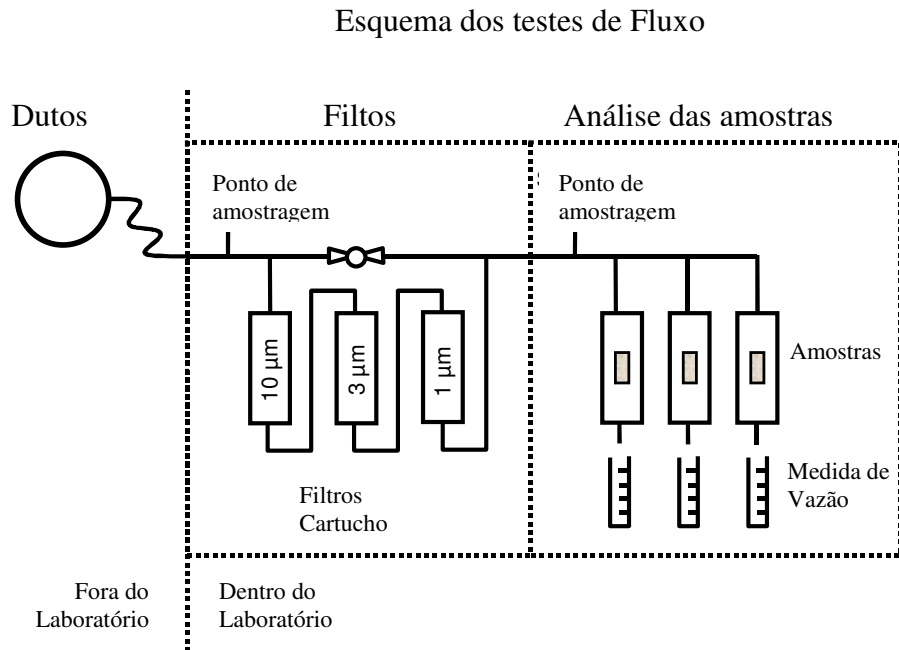 Esquema dos testes de Fluxo
Dutos
Filtos
Análise das amostras
Ponto de
amostragem
Ponto de
amostragem
10 µm
3 µm
1 µm
Amostras
Filtros
Cartucho
Medida de
Vazão
Fora do
Laboratório
Dentro do
Laboratório